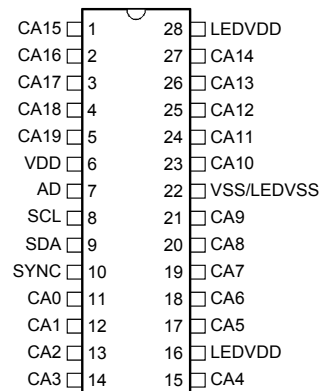 CA15 1 28 LEDVDD
CA16 2 27 CA14
CA17 3 26 CA13
CA18 4 25 CA12
CA19 5 24 CA11
VDD 6 23 CA10
AD 7 22 VSS/LEDVSS
SCL 8 21 CA9
SDA 9 20 CA8
SYNC 10 19 CA7
CA0 11 18 CA6
CA1 12 17 CA5
CA2 13 16 LEDVDD
CA3 14 15 CA4